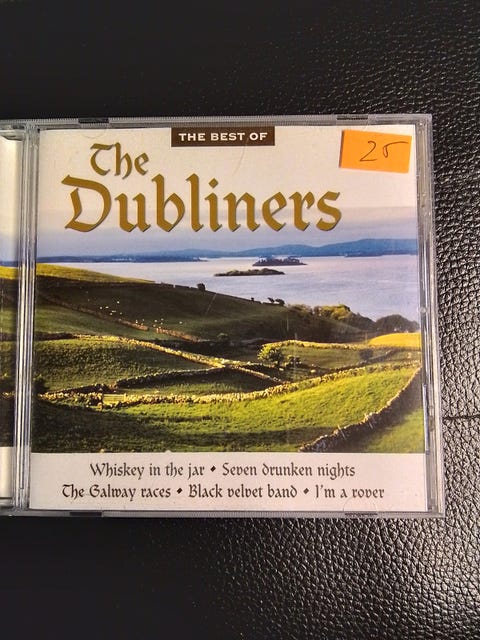 THE BEST OF
The
Dubliners
25
Whiskey in the jar • Seven drunken nights
The Galway races • Black velvet band • I'm a rover